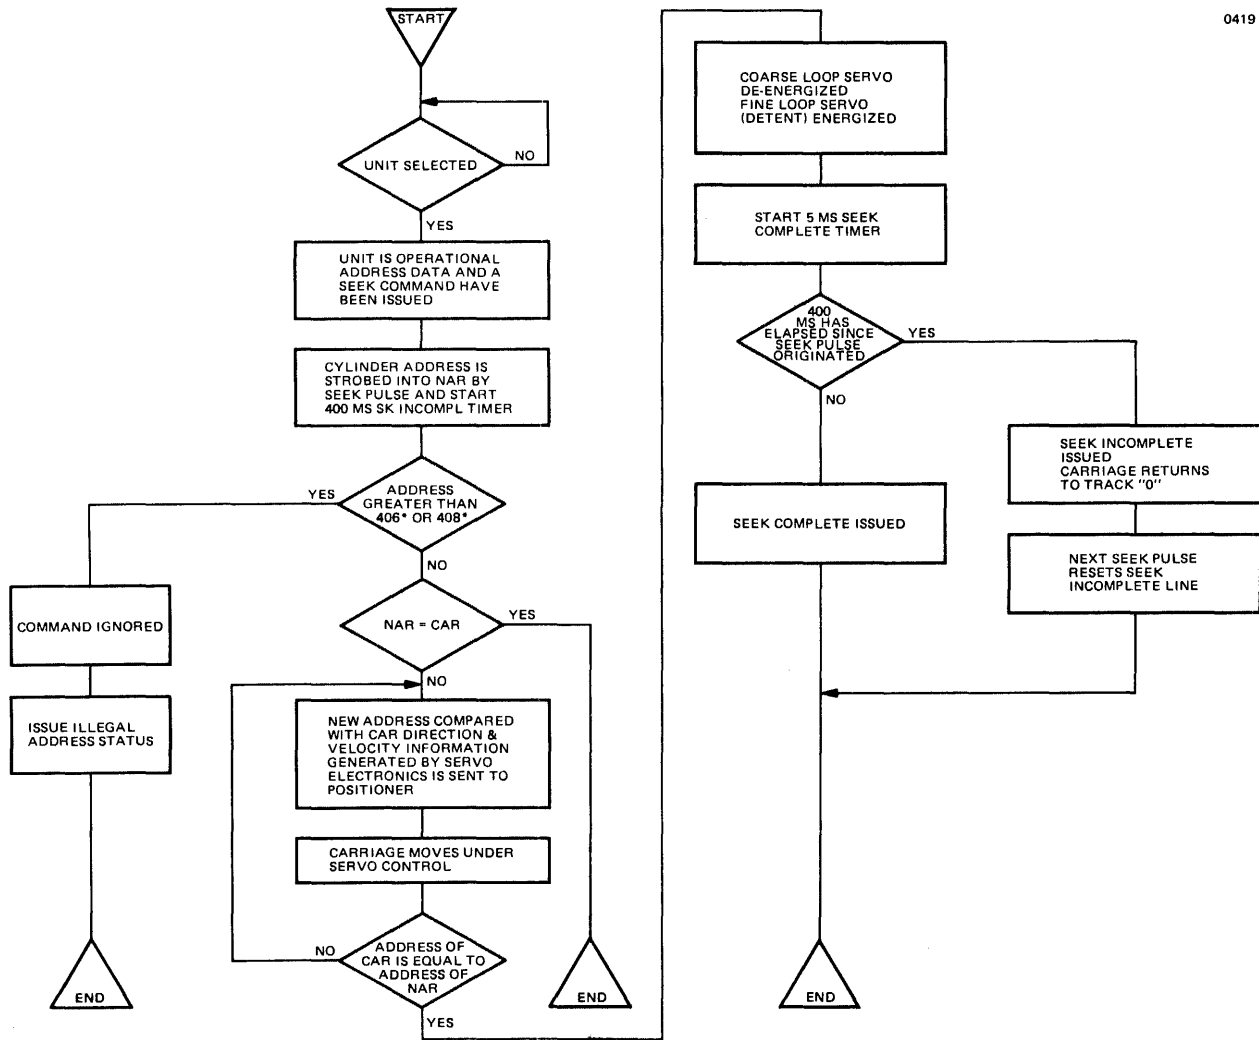 0419
START
UNIT SELECTED
NO
YES
UNIT IS OPERATIONAL
ADDRESS DATA AND A
SEEK COMMAND HAVE
BEEN ISSUED
CYLINDER ADDRESS IS
STROBED INTO NAR BY
SEEK PULSE AND START
400 MS SK INCOMPL TIMER
ADDRESS
GREATER THAN
406* OR 408*
YES
NO
COMMAND IGNORED
ISSUE ILLEGAL
ADDRESS STATUS
END
NAR = CAR
YES
NO
END
NEW ADDRESS COMPARED
WITH CAR DIRECTION &
VELOCITY INFORMATION
GENERATED BY SERVO
ELECTRONICS IS SENT TO
POSITIONER
CARRIAGE MOVES UNDER
SERVO CONTROL
ADDRESS OF
CAR IS EQUAL TO
ADDRESS OF
NAR
NO
YES
COARSE LOOP SERVO
DE-ENERGIZED
FINE LOOP SERVO
(DETENT) ENERGIZED
START 5 MS SEEK
COMPLETE TIMER
400
MS HAS
ELAPSED SINCE
SEEK PULSE
ORIGINATED
YES
NO
SEEK COMPLETE ISSUED
SEEK INCOMPLETE
ISSUED
CARRIAGE RETURNS
TO TRACK "0"
NEXT SEEK PULSE
RESETS SEEK
INCOMPLETE LINE
END